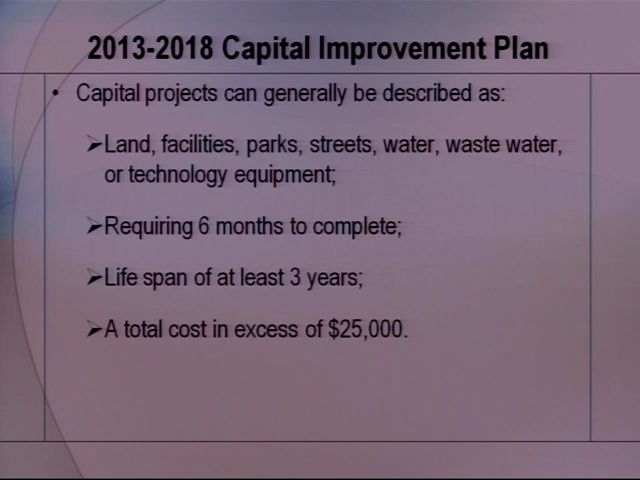 2013-2018 Capital Improvement Plan
• Capital projects can generally be described as:
➢Land, facilities, parks, streets, water, waste water,
or technology equipment;
➢Requiring 6 months to complete;
➢Life span of at least 3 years;
➢A total cost in excess of $25,000.